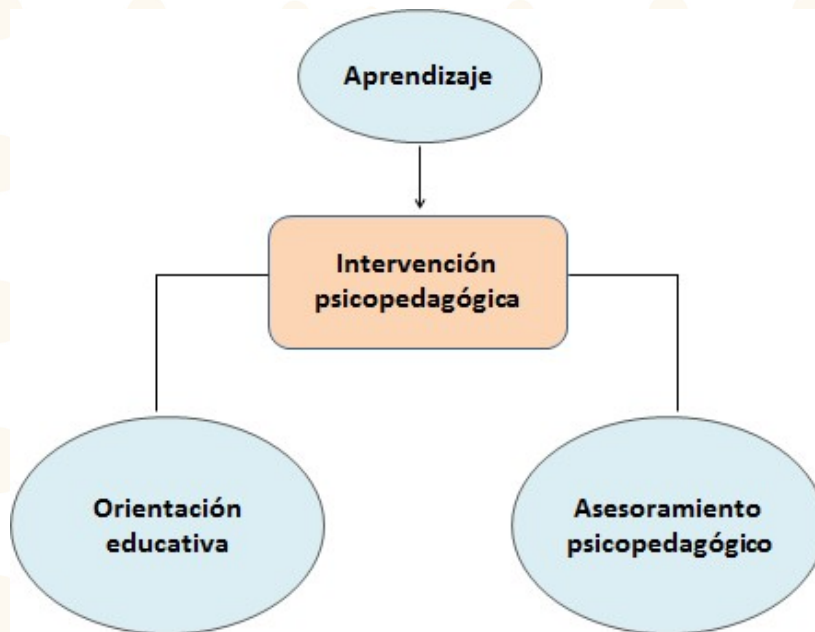 Aprendizaje
Intervención
psicopedagógica
Orientación
educativa
Asesoramiento
psicopedagógico